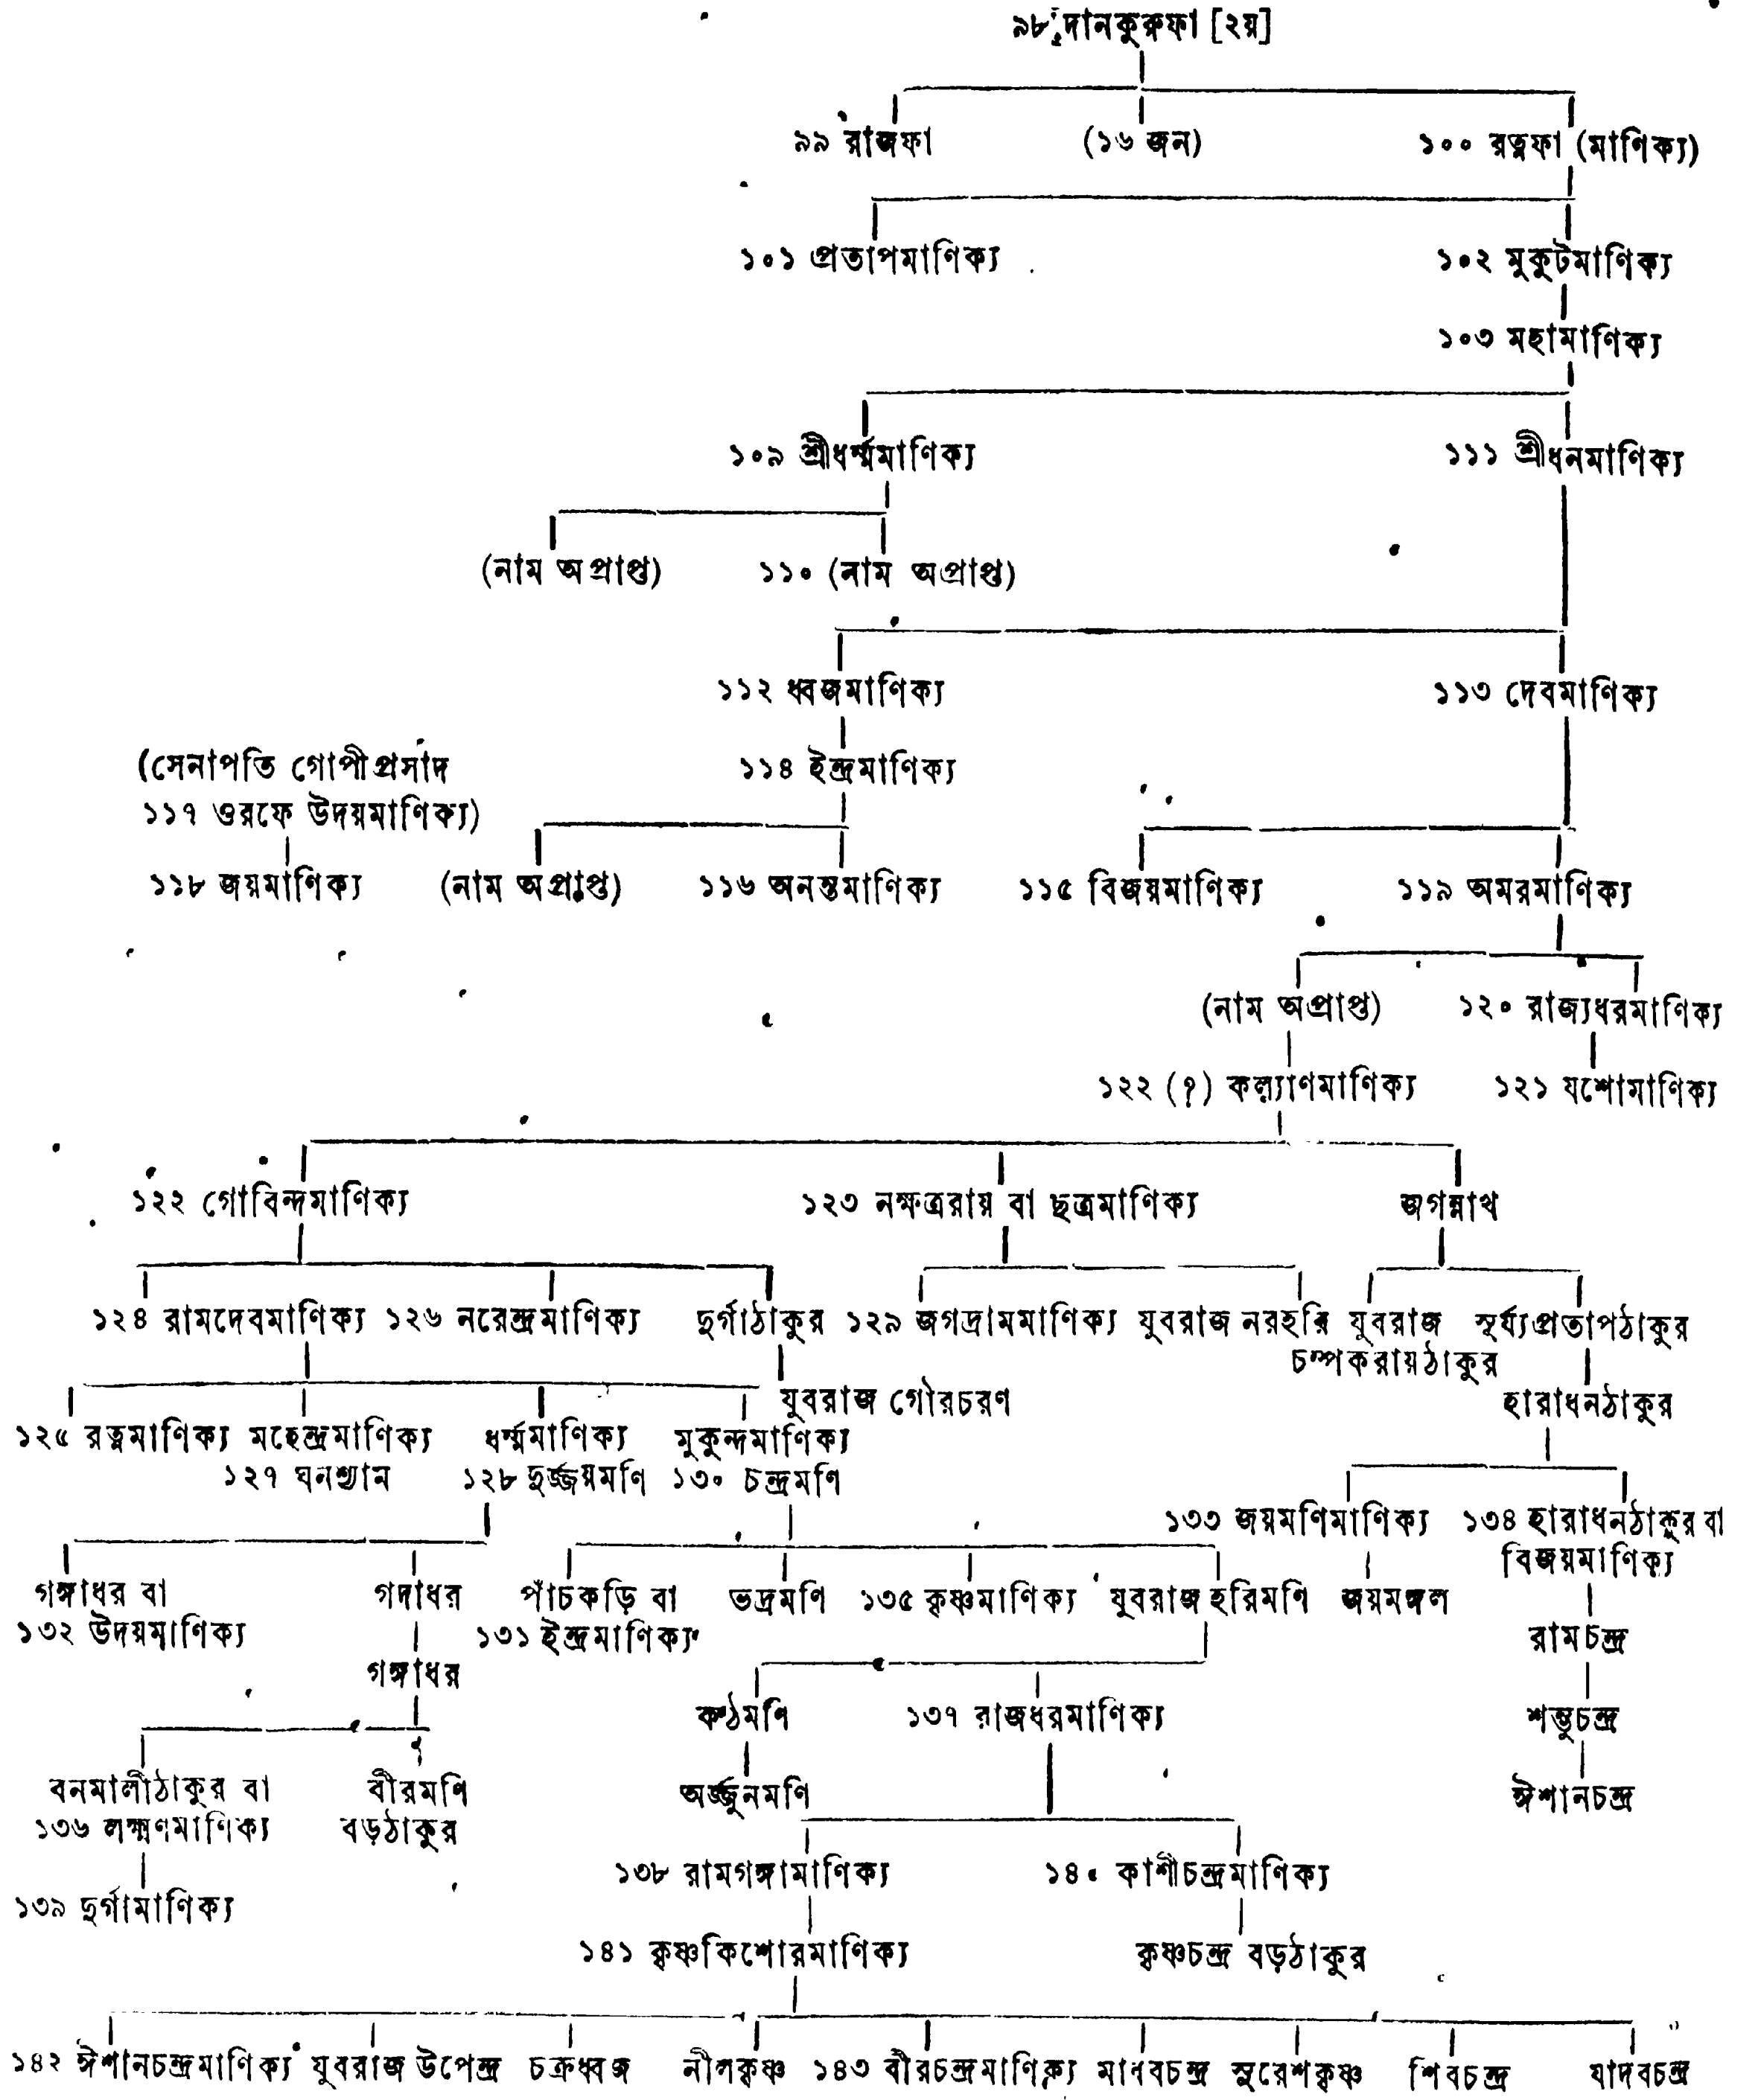 ৯৮ দানকুরুফা [২য়]
৯৯ রাজফা (১৬ জন) ১০০ রত্নফা (মাণিক্য)
১০১ প্রতাপমাণিক্য ১০২ মুকুটমাণিক্য
১০৩ মহামাণিক্য
১০৯ শ্রীধর্ম্মমাণিক্য ১১১ শ্রীধনমাণিক্য
(নাম অপ্রাপ্ত) ১১০ (নাম অপ্রাপ্ত)
১১২ ধ্বজমাণিক্য ১১৩ দেবমাণিক্য
(সেনাপতি গোপীপ্রসাদ ১১৪ ইন্দ্রমাণিক্য
১১৭ ওরফে উদয়মাণিক্য)
১১৮ জয়মাণিক্য (নাম অপ্রাপ্ত) ১১৬ অনন্তমাণিক্য ১১৫ বিজয়মাণিক্য ১১৯ অমরমাণিক্য
(নাম অপ্রাপ্ত) ১২০ রাজ্যধরমাণিক্য
১২২ (?) কল্যাণমাণিক্য ১২১ যশোমাণিক্য
১২২ গোবিন্দমাণিক্য ১২৩ নক্ষত্ররায় বা ছত্রমাণিক্য জগন্নাথ
১২৪ রামদেবমাণিক্য ১২৬ নরেন্দ্রমাণিক্য দুর্গাঠাকুর ১২৯ জগদ্রামমাণিক্য যুবরাজ নরহরি যুবরাজ সূর্য্যপ্রতাপঠাকুর
চম্পকরায়ঠাকুর
যুবরাজ গৌরচরণ হারাধনঠাকুর
১২৫ রত্নমাণিক্য মহেন্দ্রমাণিক্য ধর্ম্মমাণিক্য মুকুন্দমাণিক্য
১২৭ ঘনশ্যাম ১২৮ দুর্জ্জয়মণি ১৩০ চন্দ্রমণি
১৩৩ জয়মণিমাণিক্য ১৩৪ হারাধনঠাকুর বা
বিজয়মাণিক্য
গঙ্গাধর বা গদাধর পাঁচকড়ি বা ভদ্রমণি ১৩৫ কৃষ্ণমাণিক্য যুবরাজ হরিমণি জয়মঙ্গল
১৩২ উদয়মাণিক্য ১৩১ ইন্দ্রমাণিক্য রামচন্দ্র
গঙ্গাধর
কণ্ঠমণি ১৩৭ রাজধরমাণিক্য শম্ভুচন্দ্র
বনমালীঠাকুর বা বীরমণি অর্জ্জুনমণি ঈশানচন্দ্র
১৩৬ লক্ষ্মণমাণিক্য বড়ঠাকুর
১৩৮ রামগঙ্গামাণিক্য ১৪০ কাশীচন্দ্রমাণিক্য
১৩৯ দুর্গামাণিক্য
১৪১ কৃষ্ণকিশোরমাণিক্য কৃষ্ণচন্দ্র বড়ঠাকুর
১৪২ ঈশানচন্দ্রমাণিক্য যুবরাজ উপেন্দ্র চক্রধ্বজ নীলকৃষ্ণ ১৪৩ বীরচন্দ্রমাণিক্য মাধবচন্দ্র সুরেশকৃষ্ণ শিবচন্দ্র যাদবচন্দ্র